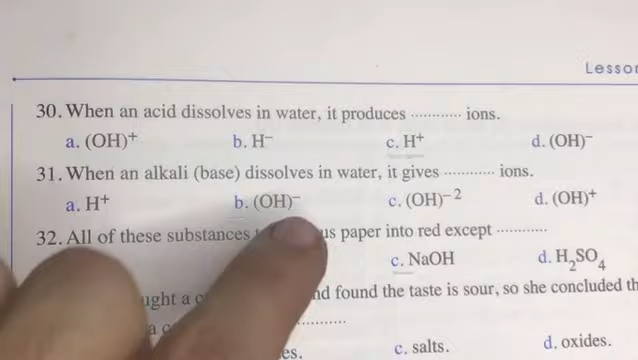 Lesson
30. When an acid dissolves in water, it produces ............ ions.
a. (OH)⁺ b. H⁻ c. H⁺ d. (OH)⁻
31. When an alkali (base) dissolves in water, it gives ............ ions.
a. H⁺ b. (OH)⁻ c. (OH)⁻² d. (OH)⁺
32. All of these substances us paper into red except ............
c. NaOH d. H₂SO₄
ught a nd found the taste is sour, so she concluded th
a ............
es. c. salts. d. oxides.